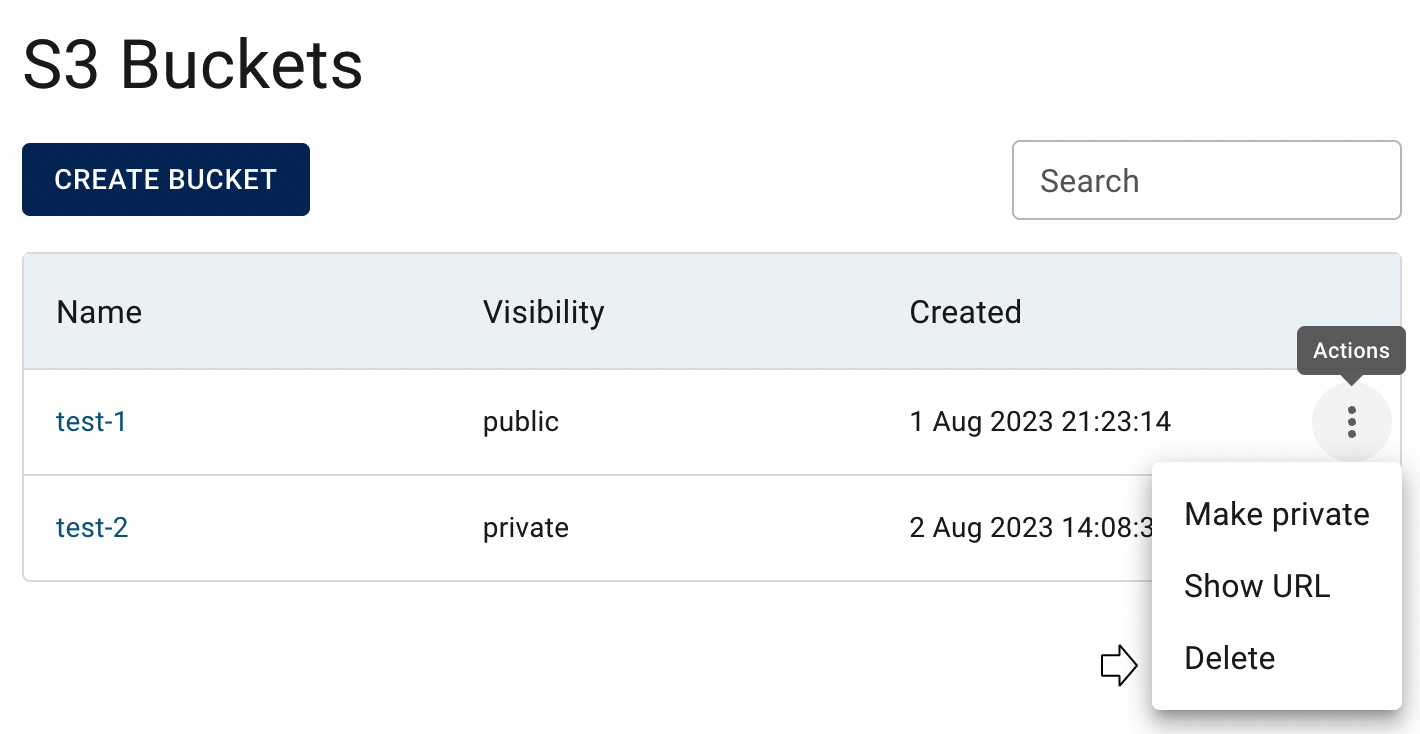 S3 Buckets
CREATE BUCKET
Search
Name Visibility Created
Actions
test-1 public 1 Aug 2023 21:23:14
test-2 private 2 Aug 2023 14:08:3
Make private
Show URL
Delete